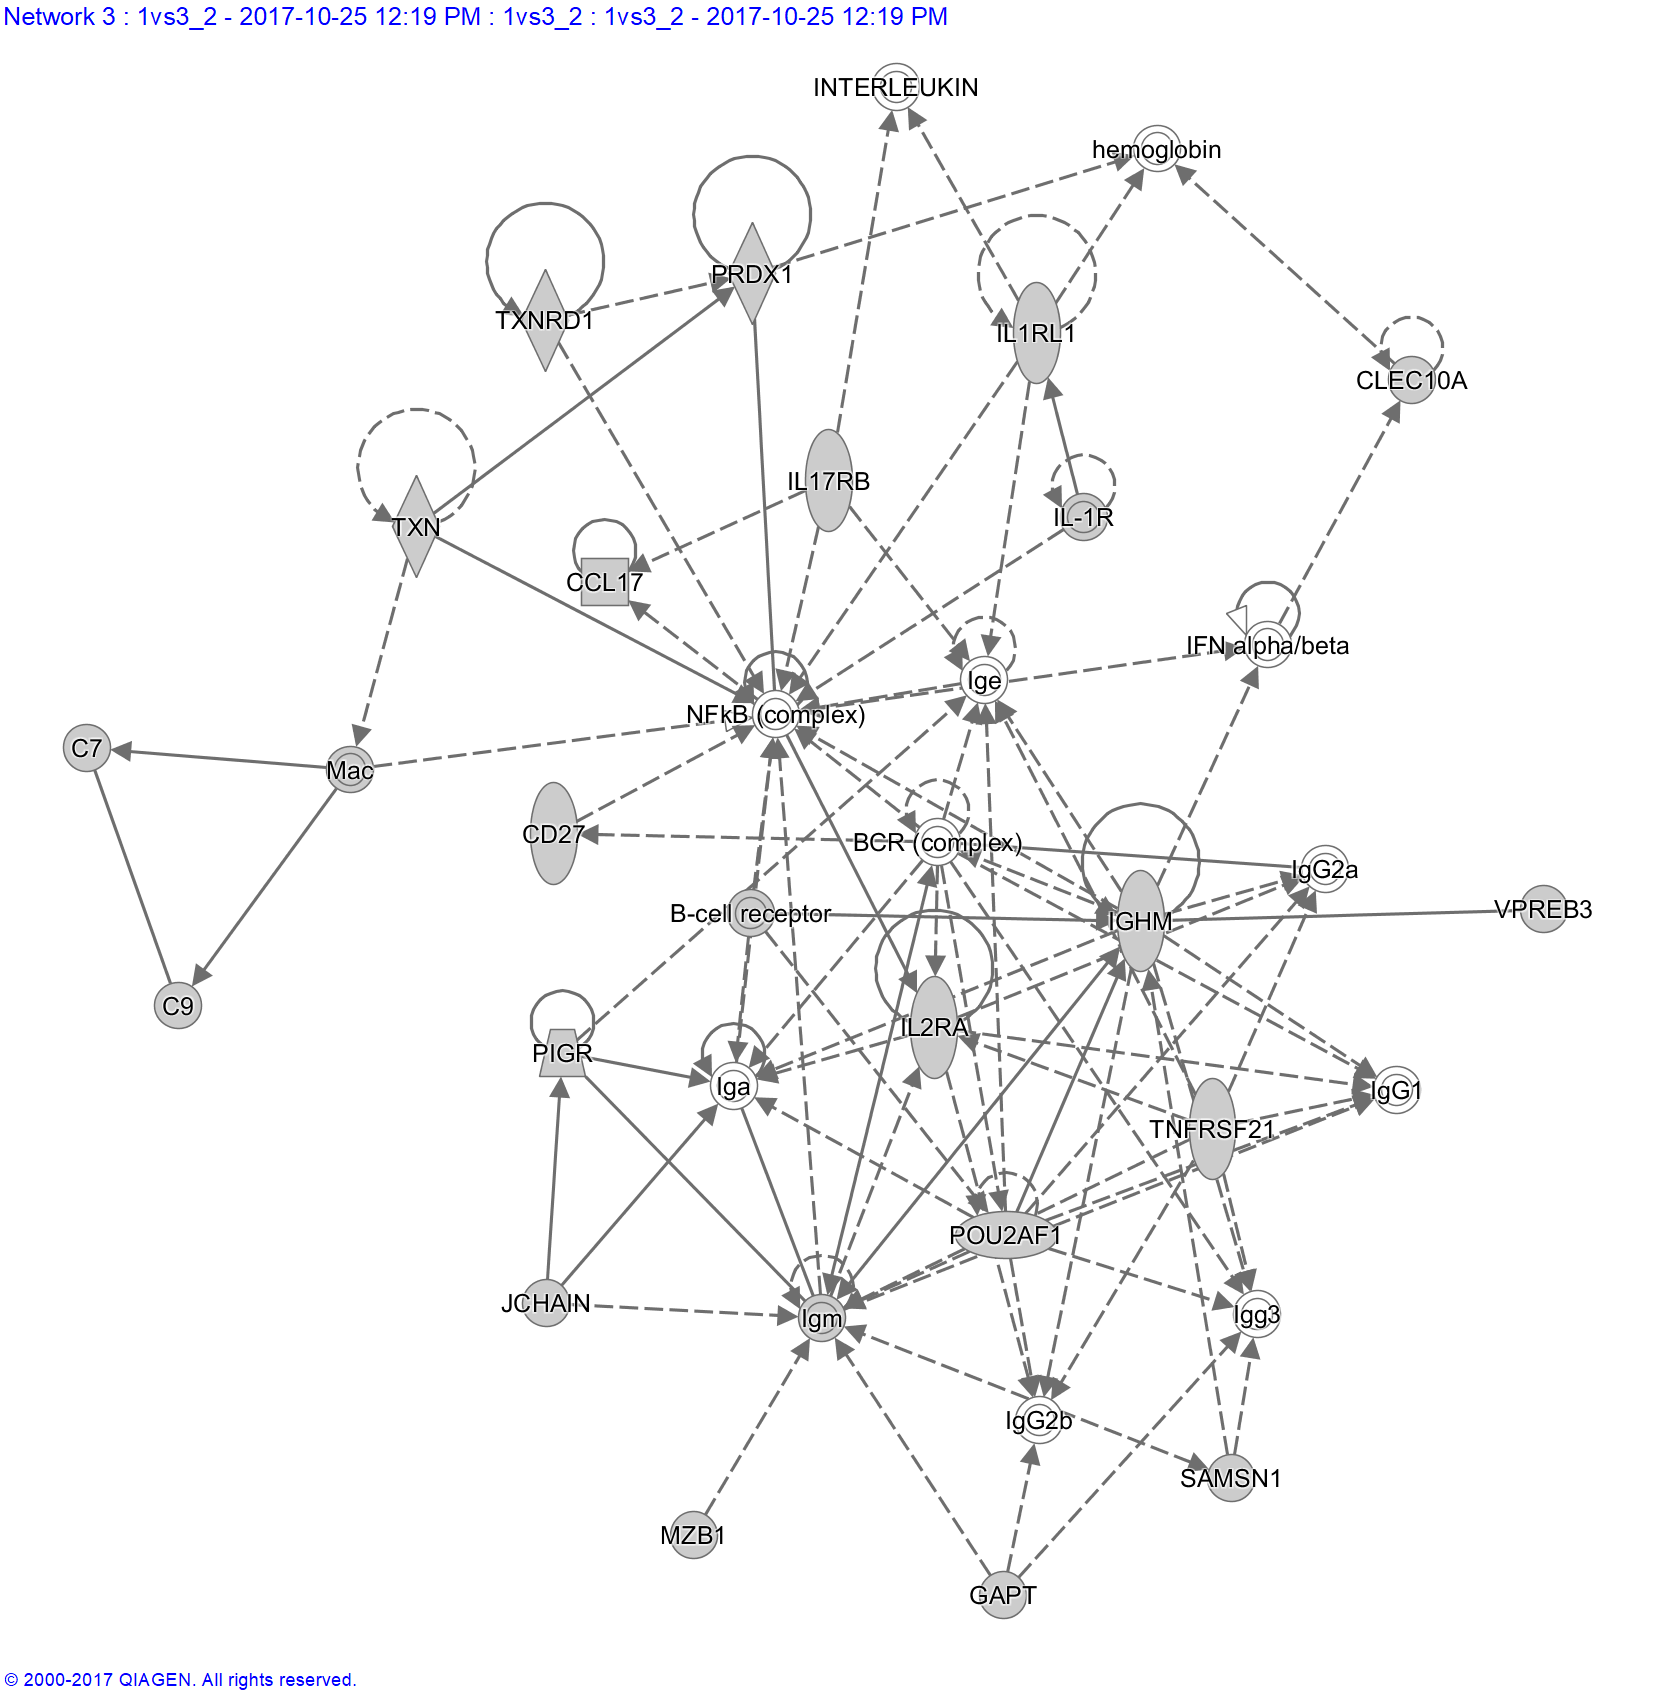 Network 3 : 1vs3_2 - 2017-10-25 12:19 PM : 1vs3_2 : 1vs3_2 - 2017-10-25 12:19 PM
INTERLEUKIN
hemoglobin
PRDX1
TXNRD1
IL1RL1
CLEC10A
IL17RB
IL-1R
TXN
CCL17
IFN alpha/beta
Ige
NFkB (complex)
C7
Mac
CD27
BCR (complex)
IgG2a
B-cell receptor
IGHM
VPREB3
C9
IL2RA
PIGR
Iga
IgG1
TNFRSF21
POU2AF1
JCHAIN
Igm
Igg3
IgG2b
SAMSN1
MZB1
GAPT
© 2000-2017 QIAGEN. All rights reserved.